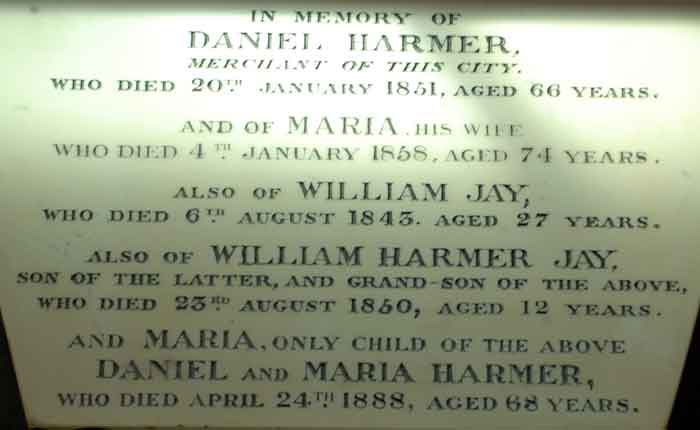 IN MEMORY OF
DANIEL HARMER,
MERCHANT OF THIS CITY.
WHO DIED 20TH JANUARY 1851, AGED 66 YEARS.
AND OF MARIA, HIS WIFE
WHO DIED 4TH JANUARY 1858, AGED 74 YEARS.
ALSO OF WILLIAM JAY,
WHO DIED 6TH AUGUST 1843. AGED 27 YEARS.
ALSO OF WILLIAM HARMER JAY,
SON OF THE LATTER, AND GRAND-SON OF THE ABOVE,
WHO DIED 23RD AUGUST 1850, AGED 12 YEARS.
AND MARIA, ONLY CHILD OF THE ABOVE
DANIEL AND MARIA HARMER,
WHO DIED APRIL 24TH 1888, AGED 68 YEARS.